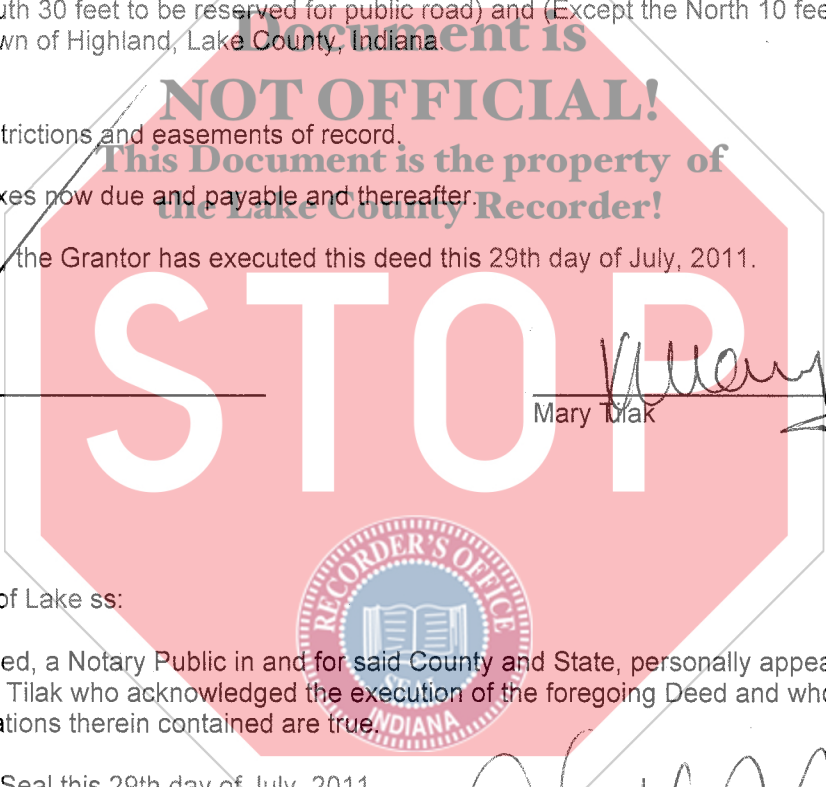 uth 30 feet to be reserved for public road) and (Except the North 10 fee
wn of Highland, Lake County, Indiana.
Document is
NOT OFFICIAL!
trictions and easements of record.
This Document is the property of
xes now due and payable and thereafter.
the Lake County Recorder!
the Grantor has executed this deed this 29th day of July, 2011.
STOP
Mary
Mary Tilak
RECORDER'S OFFICE
SEAL
INDIANA
of Lake ss:
ed, a Notary Public in and for said County and State, personally appea
Tilak who acknowledged the execution of the foregoing Deed and who
ations therein contained are true.
Seal this 29th day of July, 2011